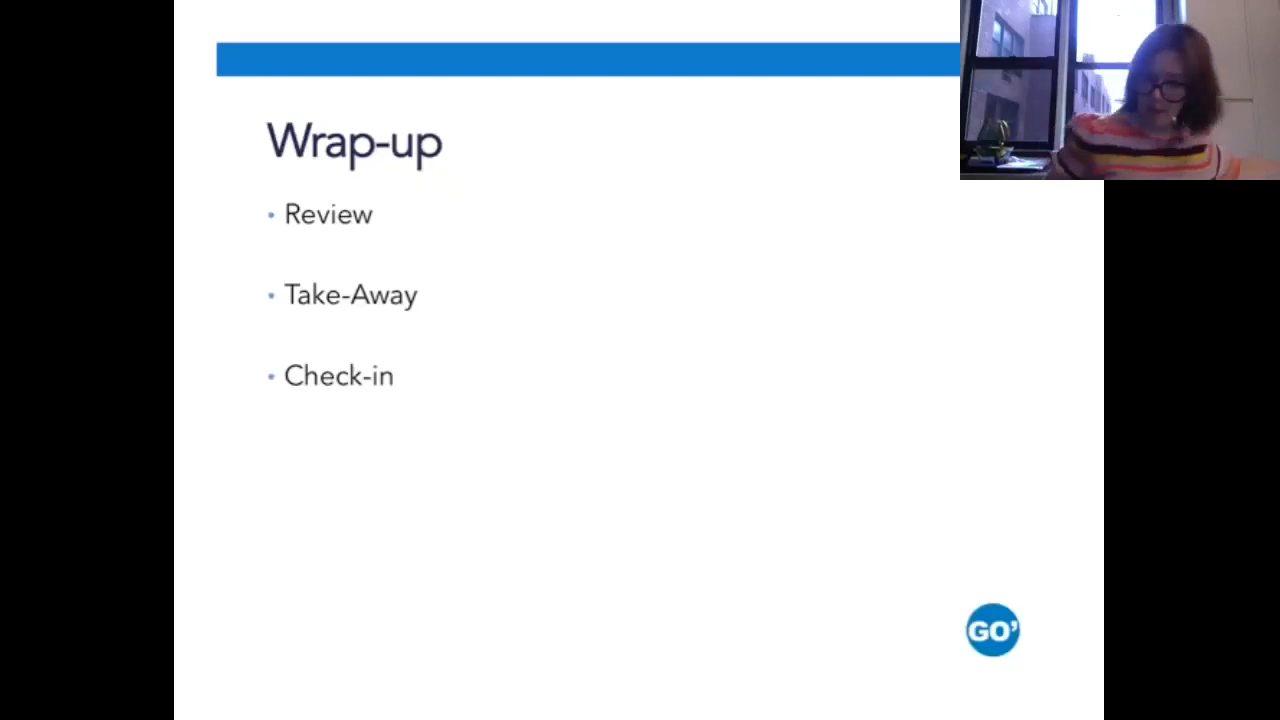 Wrap-up
• Review
• Take-Away
• Check-in
GO’